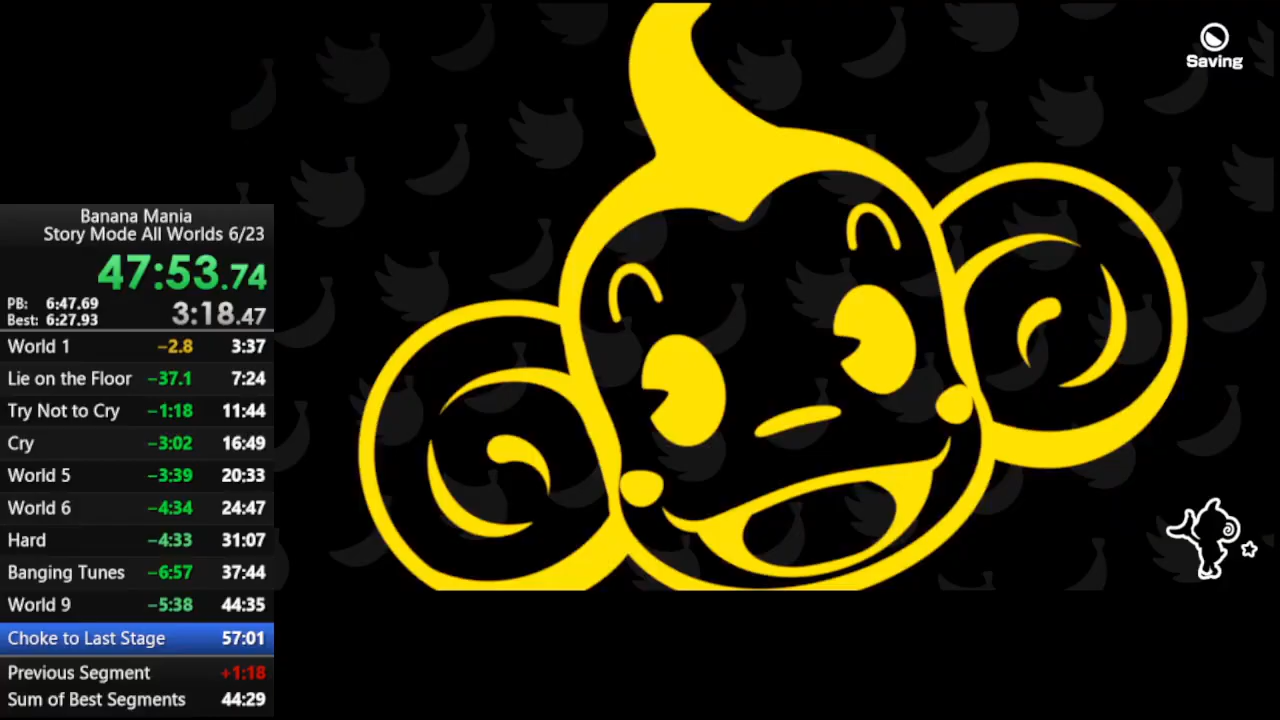 Saving
Banana Mania
Story Mode All Worlds 6/23
47:53.74
PB: 6:47.69
Best: 6:27.93
3:18.47
World 1 −2.8 3:37
Lie on the Floor −37.1 7:24
Try Not to Cry −1:18 11:44
Cry −3:02 16:49
World 5 −3:39 20:33
World 6 −4:34 24:47
Hard −4:33 31:07
Banging Tunes −6:57 37:44
World 9 −5:38 44:35
Choke to Last Stage 57:01
Previous Segment +1:18
Sum of Best Segments 44:29